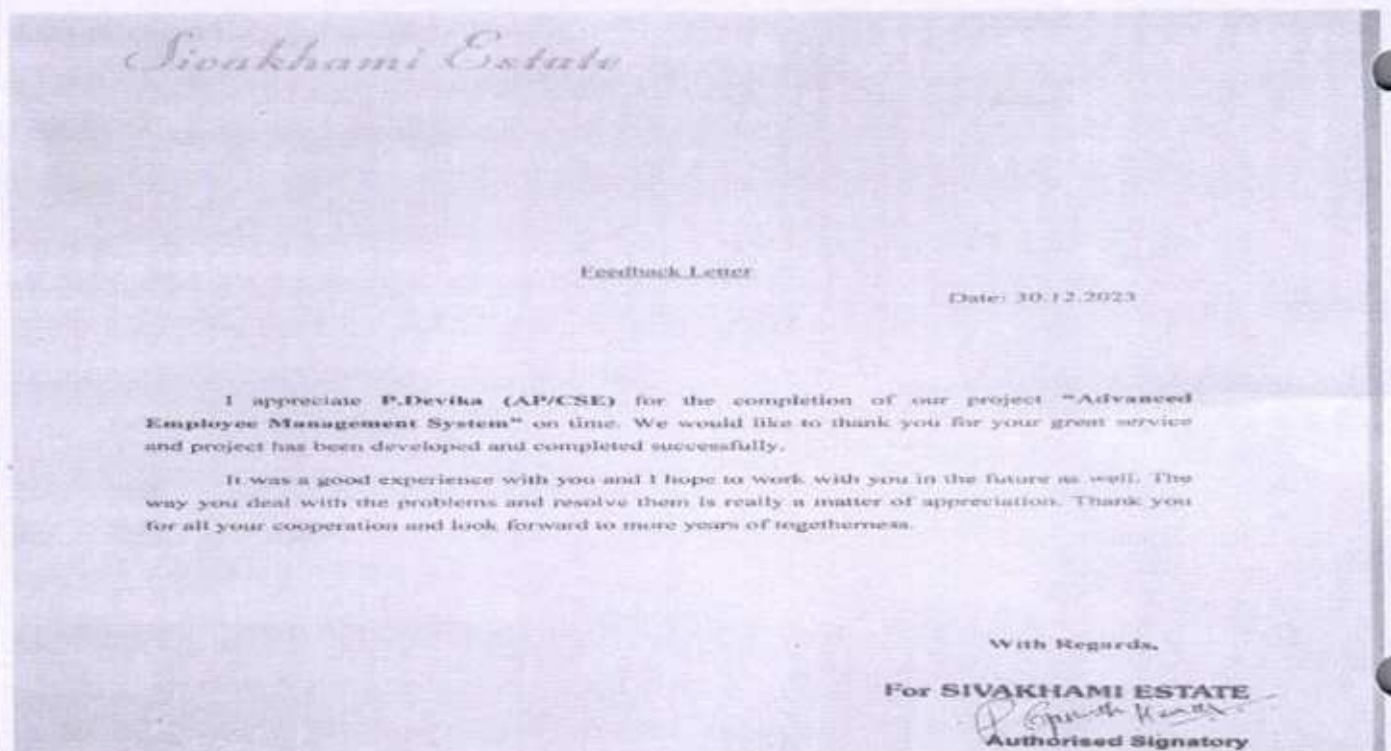 Sivakhami Estate
Feedback Letter
Date: 30.12.2023
I appreciate P.Devika (AP/CSE) for the completion of our project "Advanced
Employee Management System" on time. We would like to thank you for your great service
and project has been developed and completed successfully.
It was a good experience with you and I hope to work with you in the future as well. The
way you deal with the problems and resolve them is really a matter of appreciation. Thank you
for all your cooperation and look forward to more years of togetherness.
With Regards,
For SIVAKHAMI ESTATE
Authorised Signatory